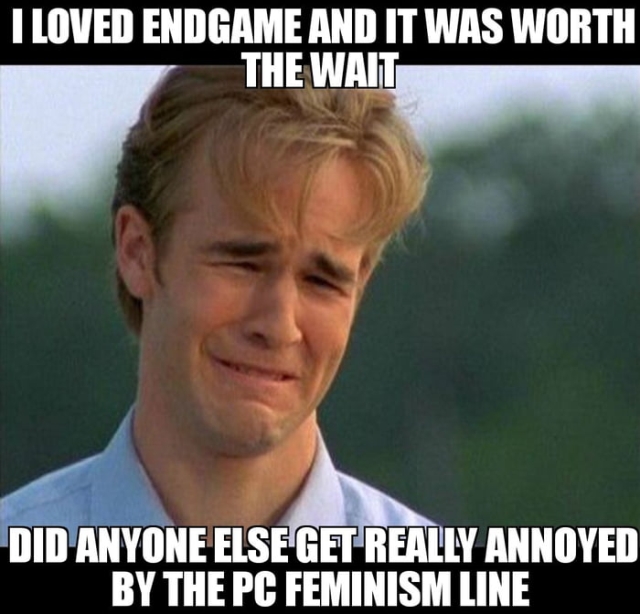 I LOVED ENDGAME AND IT WAS WORTH
THE WAIT
DID ANYONE ELSE GET REALLY ANNOYED
BY THE PC FEMINISM LINE